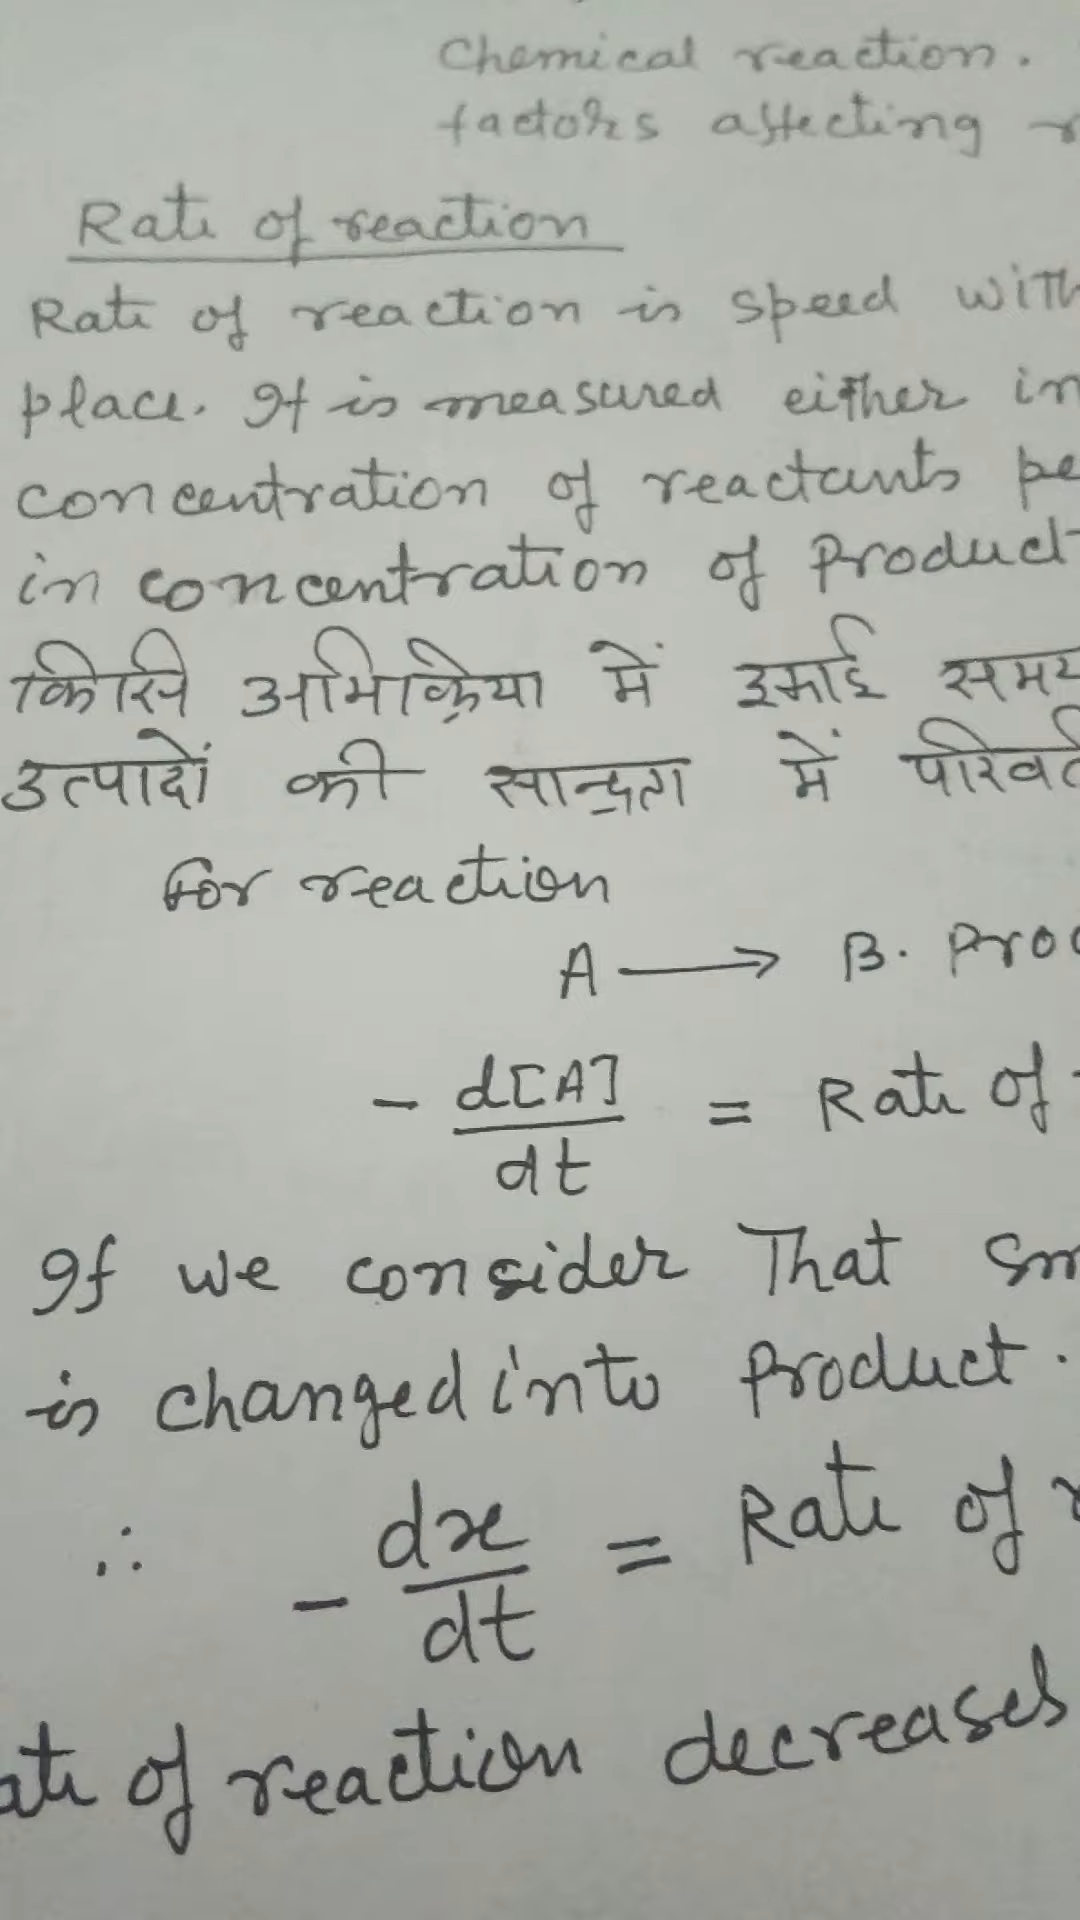 Chemical reaction.
factors affecting
Rate of reaction
Rate of reaction is speed with
place. It is measured either in
concentration of reactants pe
in concentration of Product
किसि अभिक्रिया में इकाई समय
उत्पादों की सान्द्रता में परिवर्त
For reaction
A ⟶ B. Proc
- d[A]/dt = Rate of
If we consider That sm
is changed into Product.
∴ - dx/dt = Rate of r
ate of reaction decreases